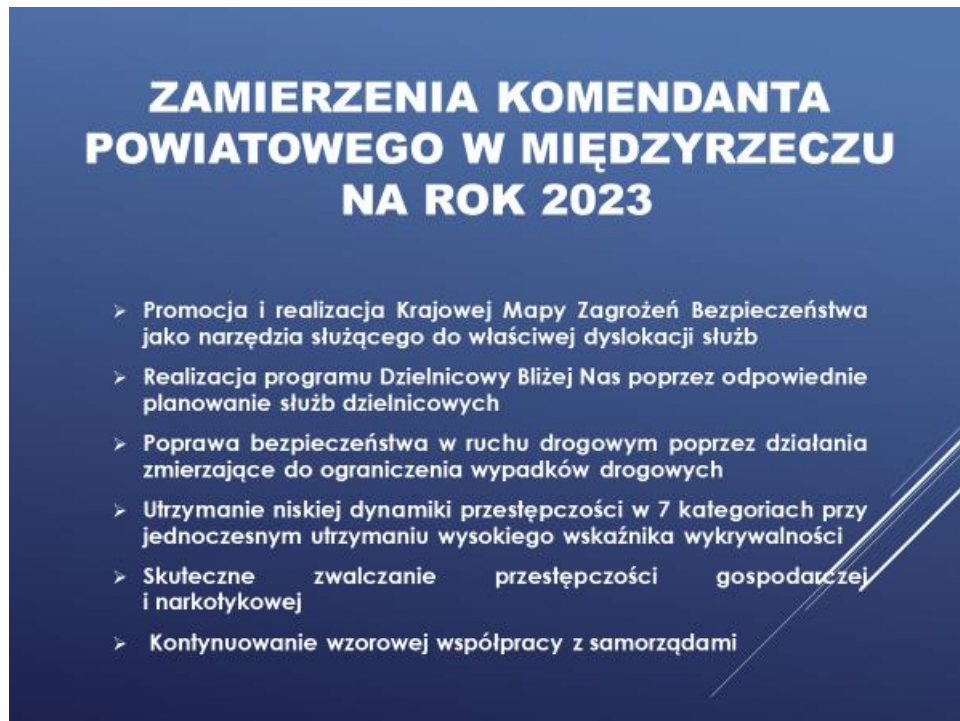 ZAMIERZENIA KOMENDANTA
POWIATOWEGO W MIĘDZYRZECZU
NA ROK 2023
➢ Promocja i realizacja Krajowej Mapy Zagrożeń Bezpieczeństwa
jako narzędzia służącego do właściwej dyslokacji służb
➢ Realizacja programu Dzielnicowy Bliżej Nas poprzez odpowiednie
planowanie służb dzielnicowych
➢ Poprawa bezpieczeństwa w ruchu drogowym poprzez działania
zmierzające do ograniczenia wypadków drogowych
➢ Utrzymanie niskiej dynamiki przestępczości w 7 kategoriach przy
jednoczesnym utrzymaniu wysokiego wskaźnika wykrywalności
➢ Skuteczne zwalczanie przestępczości gospodarczej
i narkotykowej
➢ Kontynuowanie wzorowej współpracy z samorządami